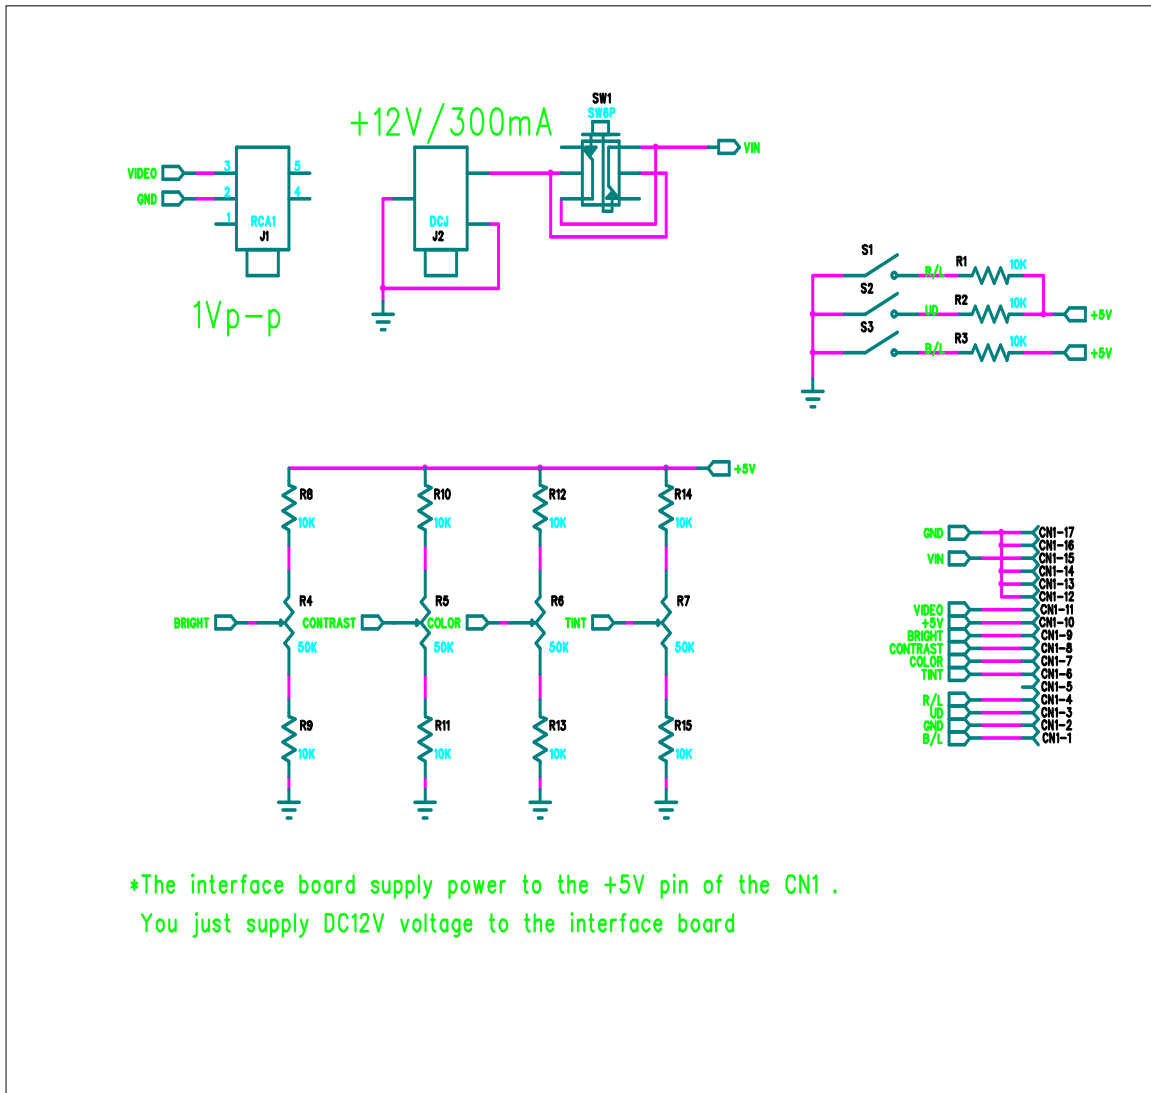 SW1
SW6P
+12V/300mA
VIN
VIDEO
3
5
GND
2
4
1
RCA1
J1
DCJ
J2
1Vp-p
S1
R/L
R1
10K
S2
UD
R2
10K
+5V
S3
B/L
R3
10K
+5V
+5V
R8
10K
R10
10K
R12
10K
R14
10K
BRIGHT
R4
50K
CONTRAST
R5
50K
COLOR
R6
50K
TINT
R7
50K
R9
10K
R11
10K
R13
10K
R15
10K
GND
CN1-17
CN1-16
VIN
CN1-15
CN1-14
CN1-13
CN1-12
VIDEO
CN1-11
+5V
CN1-10
BRIGHT
CN1-9
CONTRAST
CN1-8
COLOR
CN1-7
TINT
CN1-6
CN1-5
R/L
CN1-4
UD
CN1-3
GND
CN1-2
B/L
CN1-1
*The interface board supply power to the +5V pin of the CN1 .
You just supply DC12V voltage to the interface board